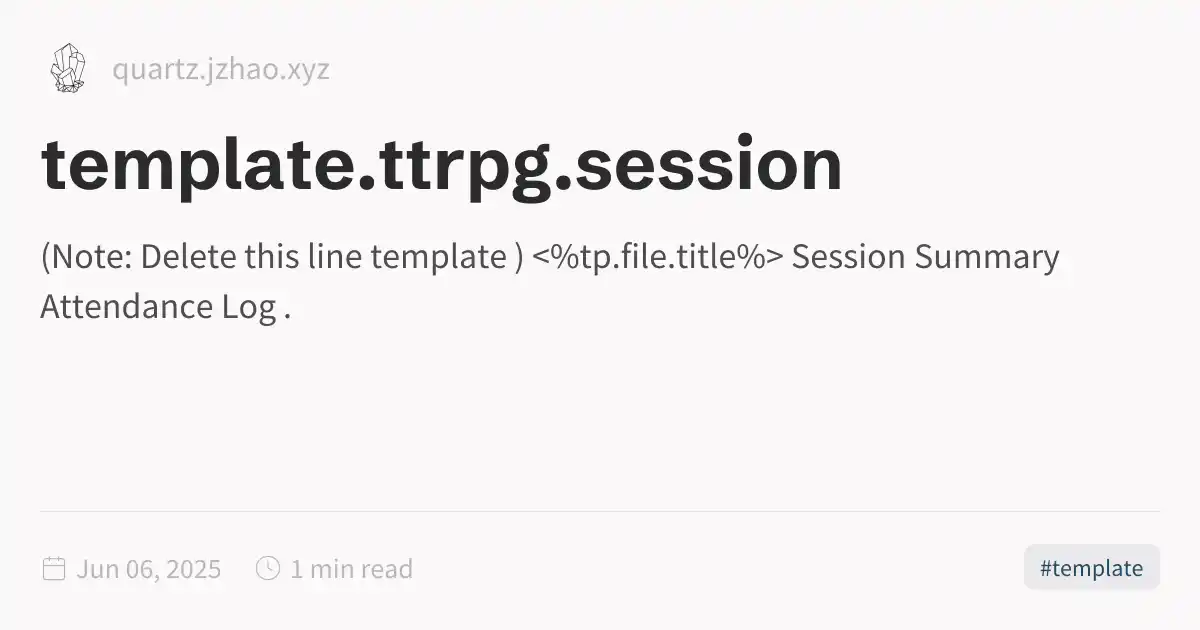 quartz.jzhao.xyz
template.ttrpg.session
(Note: Delete this line template ) <%tp.file.title%> Session Summary
Attendance Log .
Jun 06, 2025
1 min read
#template